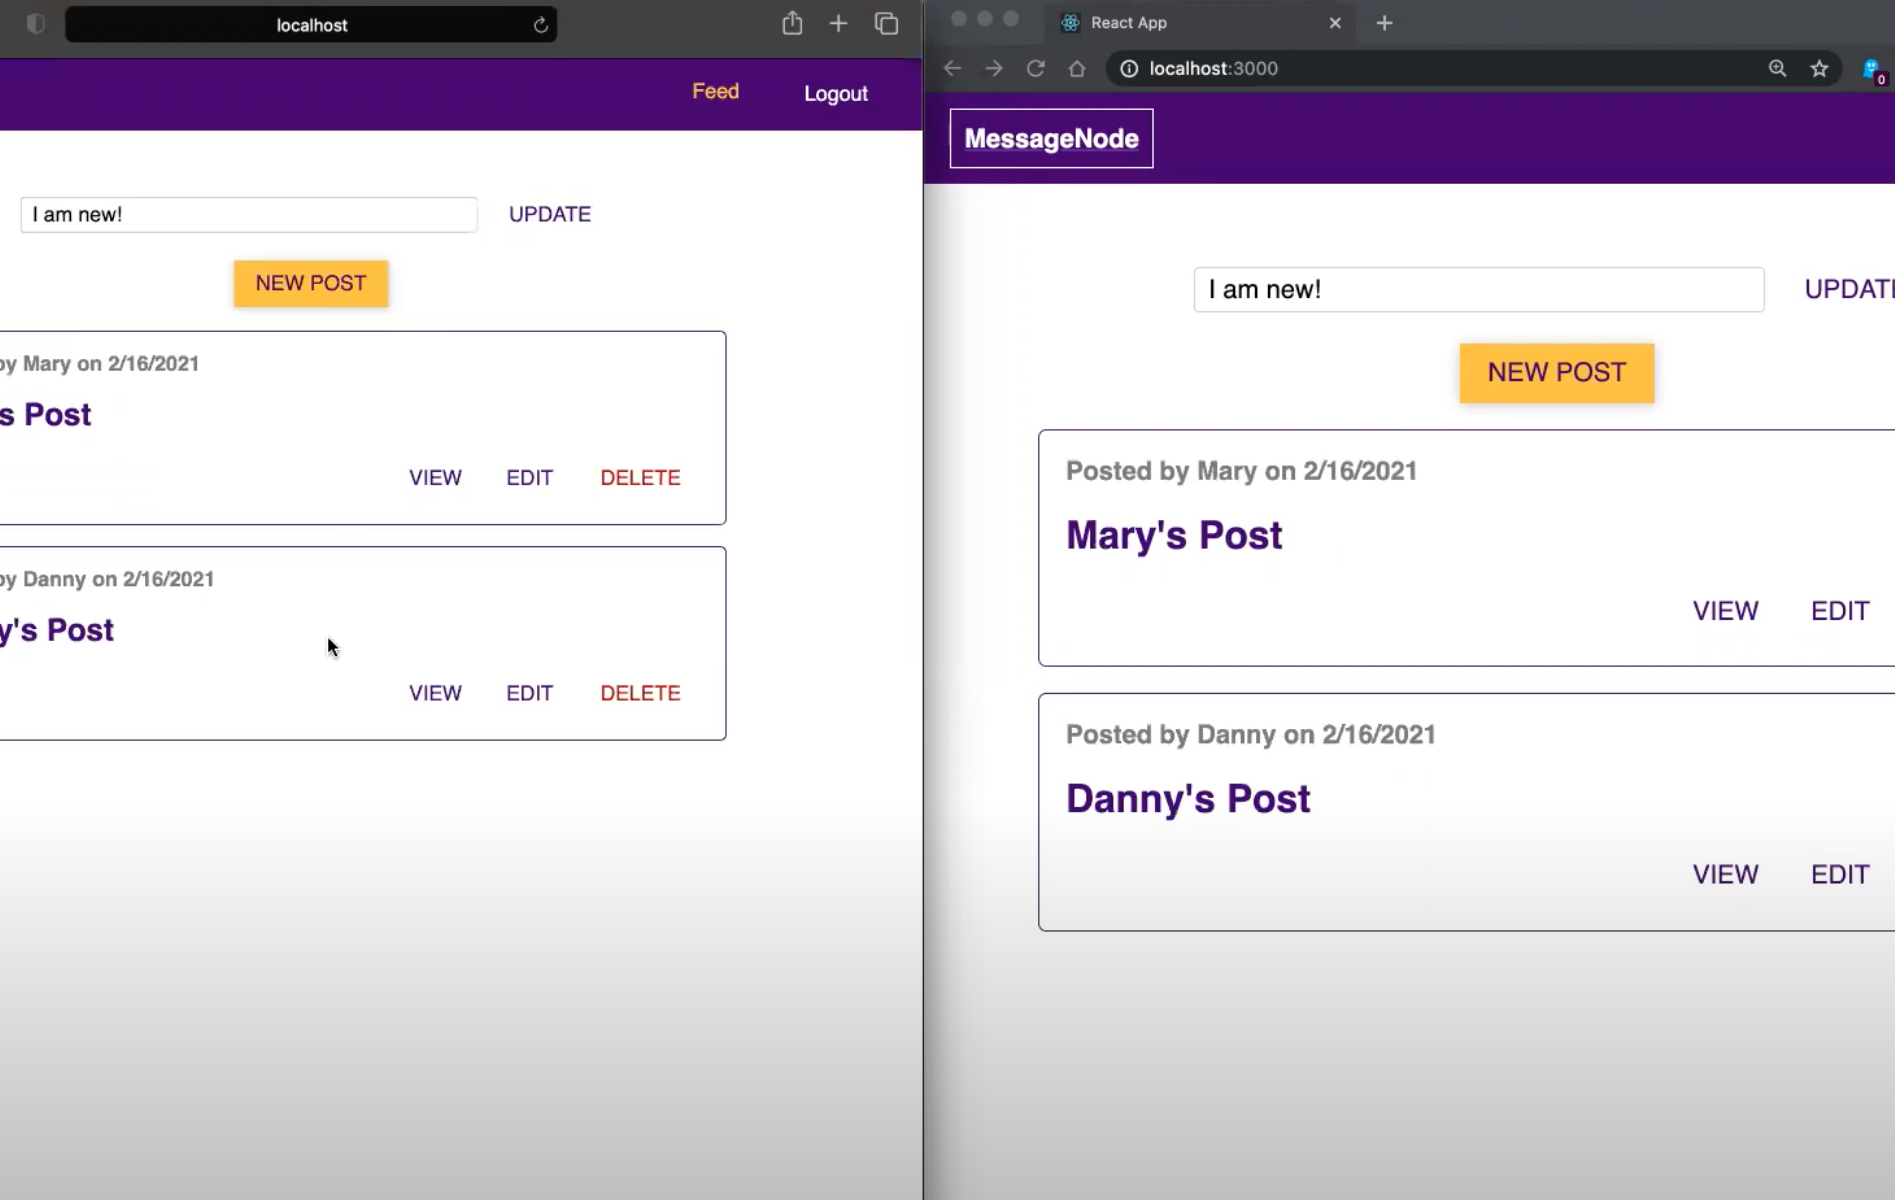 localhost
Feed
Logout
I am new!
UPDATE
NEW POST
by Mary on 2/16/2021
s Post
VIEW
EDIT
DELETE
by Danny on 2/16/2021
y's Post
VIEW
EDIT
DELETE
React App
localhost:3000
0
MessageNode
I am new!
UPDATE
NEW POST
Posted by Mary on 2/16/2021
Mary's Post
VIEW
EDIT
Posted by Danny on 2/16/2021
Danny's Post
VIEW
EDIT